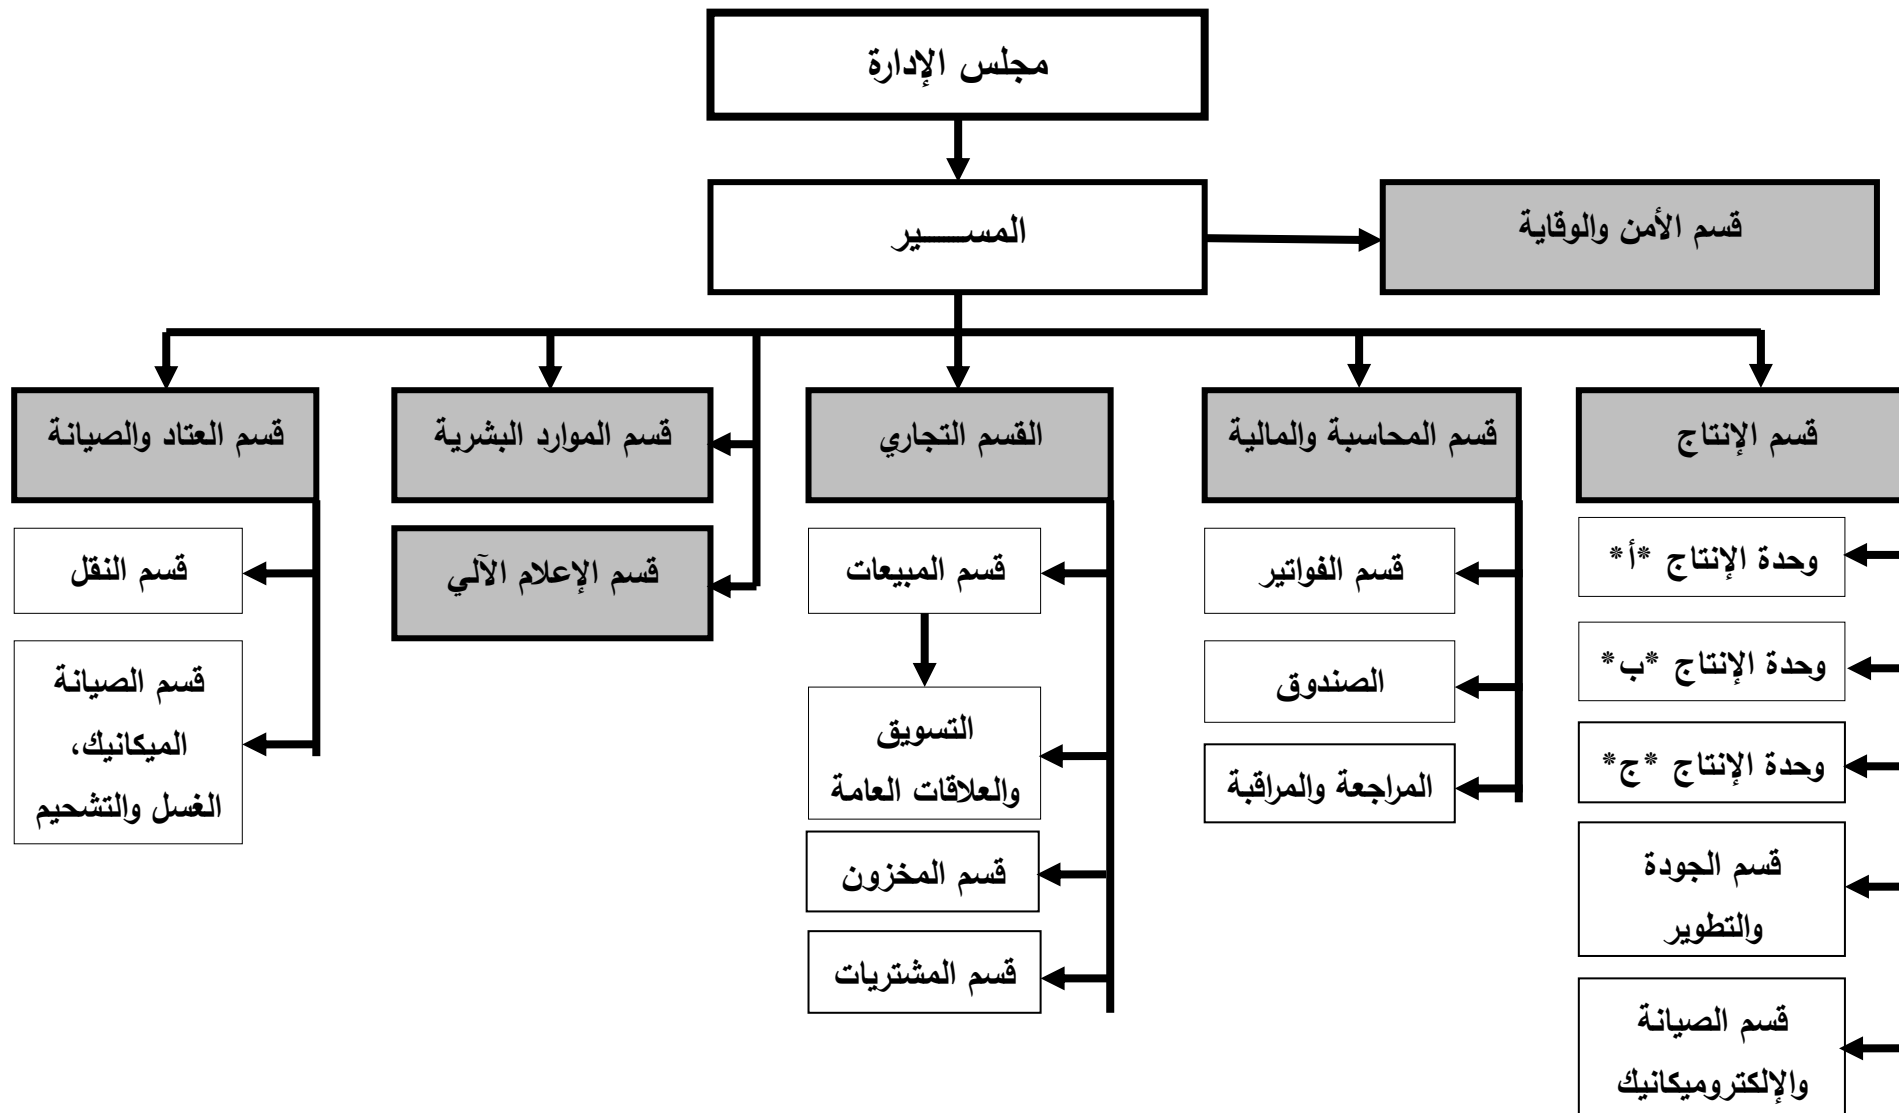 مجلس الإدارة
المســـــير
قسم الأمن والوقاية
قسم الإنتاج
قسم المحاسبة والمالية
القسم التجاري
قسم الموارد البشرية
قسم العتاد والصيانة
وحدة الإنتاج *أ*
وحدة الإنتاج *ب*
وحدة الإنتاج *ج*
قسم الجودة
والتطوير
قسم الصيانة
والإلكتروميكانيك
قسم الفواتير
الصندوق
المراجعة والمراقبة
قسم المبيعات
التسويق
والعلاقات العامة
قسم المخزون
قسم المشتريات
قسم الإعلام الآلي
قسم النقل
قسم الصيانة
الميكانيك،
الغسل والتشحيم